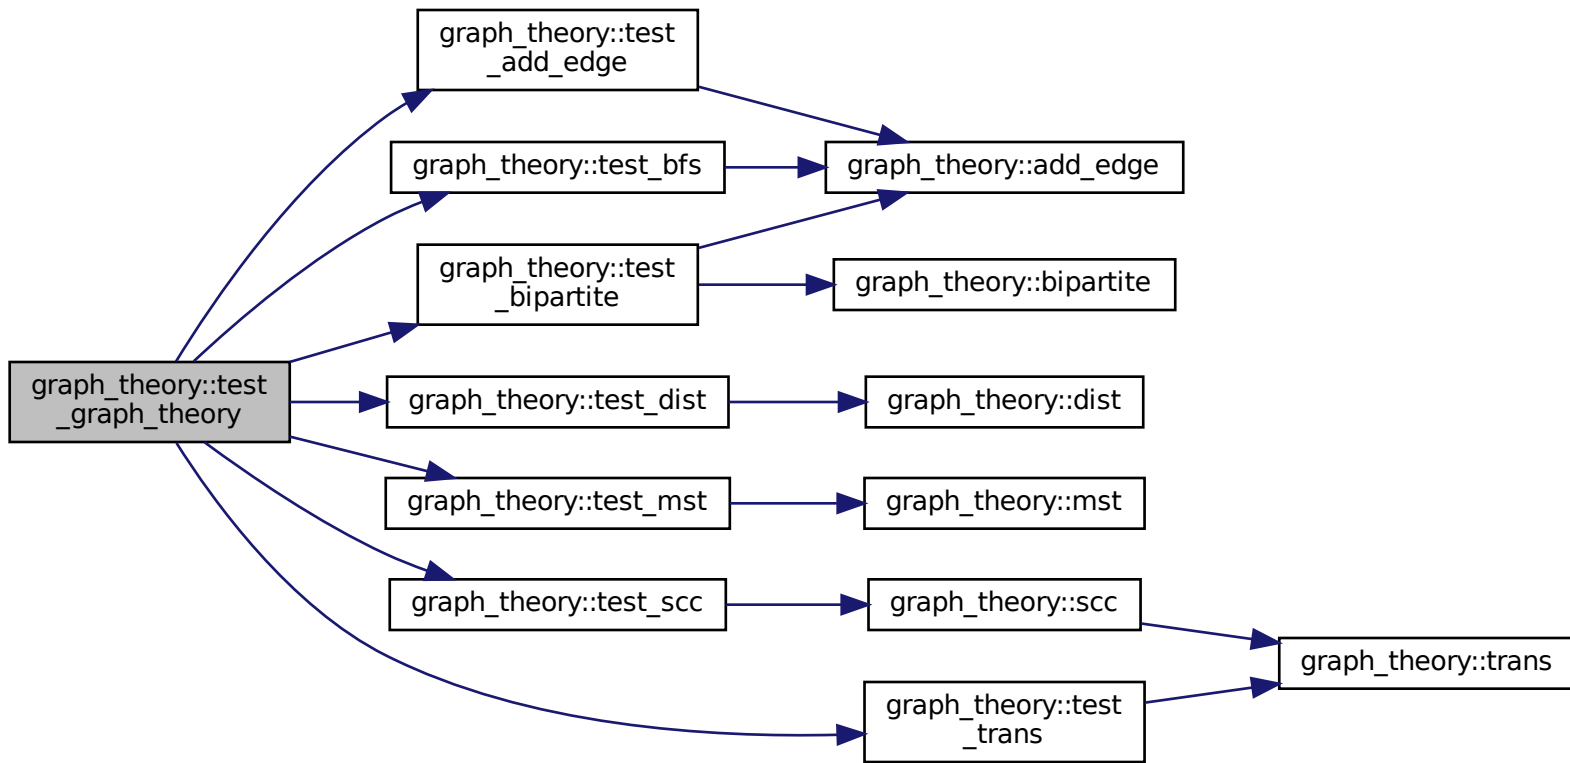 graph_theory::test
_add_edge
graph_theory::test_bfs
graph_theory::add_edge
graph_theory::test
_bipartite
graph_theory::bipartite
graph_theory::test
_graph_theory
graph_theory::test_dist
graph_theory::dist
graph_theory::test_mst
graph_theory::mst
graph_theory::test_scc
graph_theory::scc
graph_theory::trans
graph_theory::test
_trans